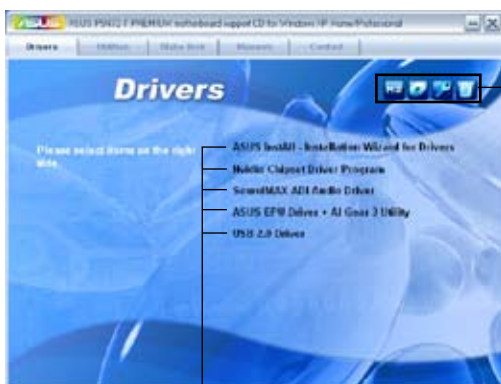 ASUS P5N72-T PREMIUM motherboard support CD for Windows XP Home/Professional
Drivers Utilities Make Disk Manuals Contact
Drivers
Please select items on the right side.
ASUS InstAll - Installation Wizard for Drivers
Nvidia Chipset Driver Program
SoundMAX ADI Audio Driver
ASUS EPU Driver + AI Gear 3 Utility
USB 2.0 Driver